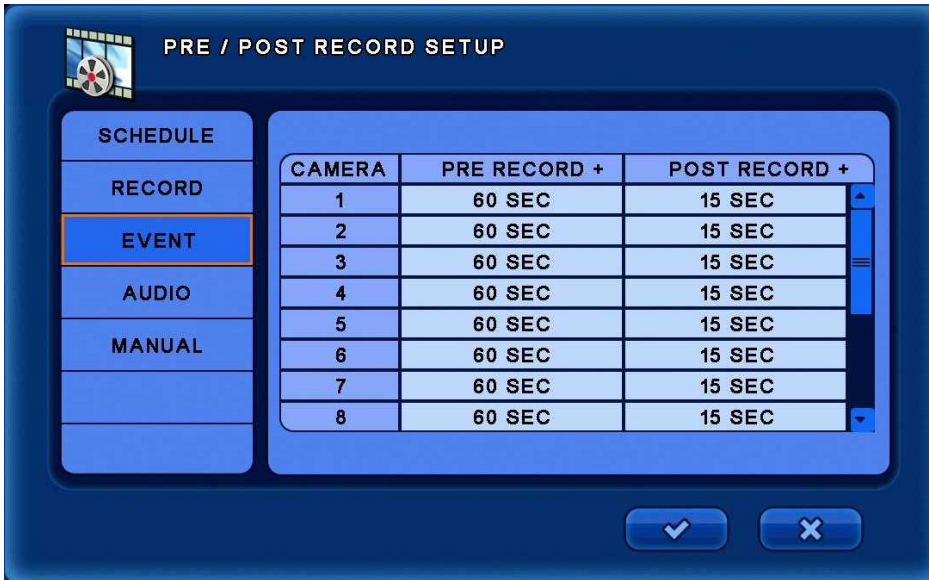 PRE / POST RECORD SETUP
SCHEDULE
RECORD
EVENT
AUDIO
MANUAL
CAMERA PRE RECORD + POST RECORD +
1 60 SEC 15 SEC
2 60 SEC 15 SEC
3 60 SEC 15 SEC
4 60 SEC 15 SEC
5 60 SEC 15 SEC
6 60 SEC 15 SEC
7 60 SEC 15 SEC
8 60 SEC 15 SEC